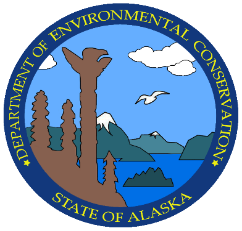 DEPARTMENT OF ENVIRONMENTAL CONSERVATION
STATE OF ALASKA